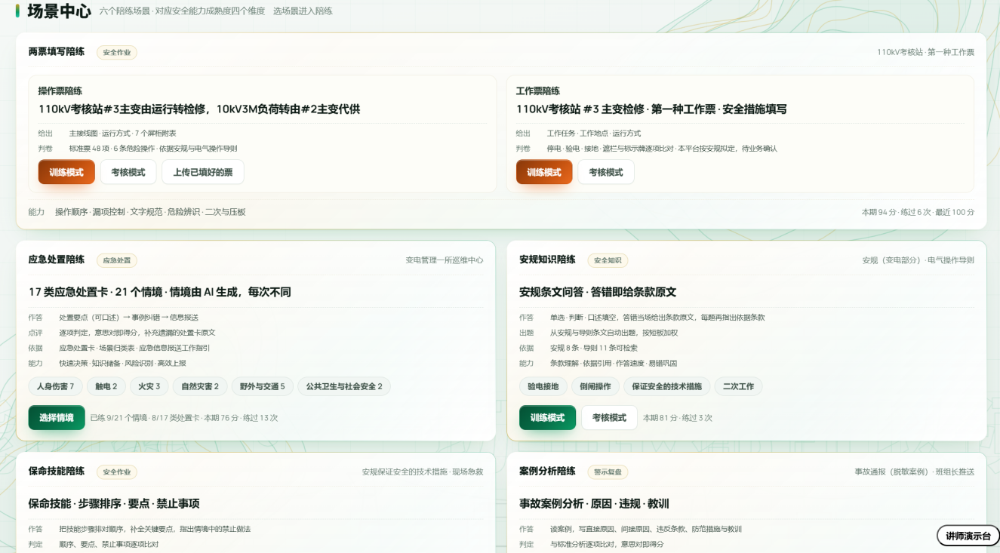 场景中心 六个陪练场景·对应安全能力成熟度四个维度 选场景进入陪练
两票填写陪练 安全作业 110kV考核站·第一种工作票
操作票陪练
110kV考核站#3主变由运行转检修，10kV3M负荷转由#2主变代供
给出 主接线图·运行方式·7个屏柜附表
判卷 标准票 48 项·6 条危险操作·依据安规与电气操作导则
训练模式 考核模式 上传已填好的票
工作票陪练
110kV考核站 #3 主变检修·第一种工作票·安全措施填写
给出 工作任务·工作地点·运行方式
判卷 停电·验电·接地·遮栏与标示牌逐项比对·本平台按安规拟定，待业务确认
训练模式 考核模式
能力 操作顺序·漏项控制·文字规范·危险辨识·二次与压板 本期 94 分·练过 6 次·最近 100 分
应急处置陪练 应急处置 变电管理一所巡维中心
17 类应急处置卡·21 个情境·情境由 AI 生成，每次不同
作答 处置要点（可口述）→ 事例纠错 → 信息报送
点评 逐项判定，意思对即得分，补充遗漏的处置卡原文
依据 应急处置卡·场景归类表·应急信息报送工作指引
能力 快速决策·知识储备·风险识别·高效上报
人身伤害 7 触电 2 火灾 3 自然灾害 2 野外与交通 5 公共卫生与社会安全 2
选择情境 已练 9/21 个情境·8/17 类处置卡·本期 76 分·练过 13 次
安规知识陪练 安全知识 安规（变电部分）·电气操作导则
安规条文问答·答错即给条款原文
作答 单选·判断·口述填空，答错当场给出条款原文，每题再指出依据条款
出题 从安规与导则条文自动出题，按短板加权
依据 安规 8 条·导则 11 条可检索
能力 条款理解·依据引用·作答速度·易错巩固
验电接地 倒闸操作 保证安全的技术措施 二次工作
训练模式 考核模式 本期 81 分·练过 3 次
保命技能陪练 安全作业 安规保证安全的技术措施·现场急救
保命技能·步骤排序·要点·禁止事项
作答 把技能步骤排对顺序，补全关键要点，指出情境中的禁止做法
判定 顺序、要点、禁止事项逐项比对
案例分析陪练 警示复盘 事故通报（脱敏案例）·班组长推送
事故案例分析·原因·违规·教训
作答 读案例，写直接原因、间接原因、违反条款、防范措施与教训
判定 与标准分析逐项比对，意思对即得分
讲师演示台